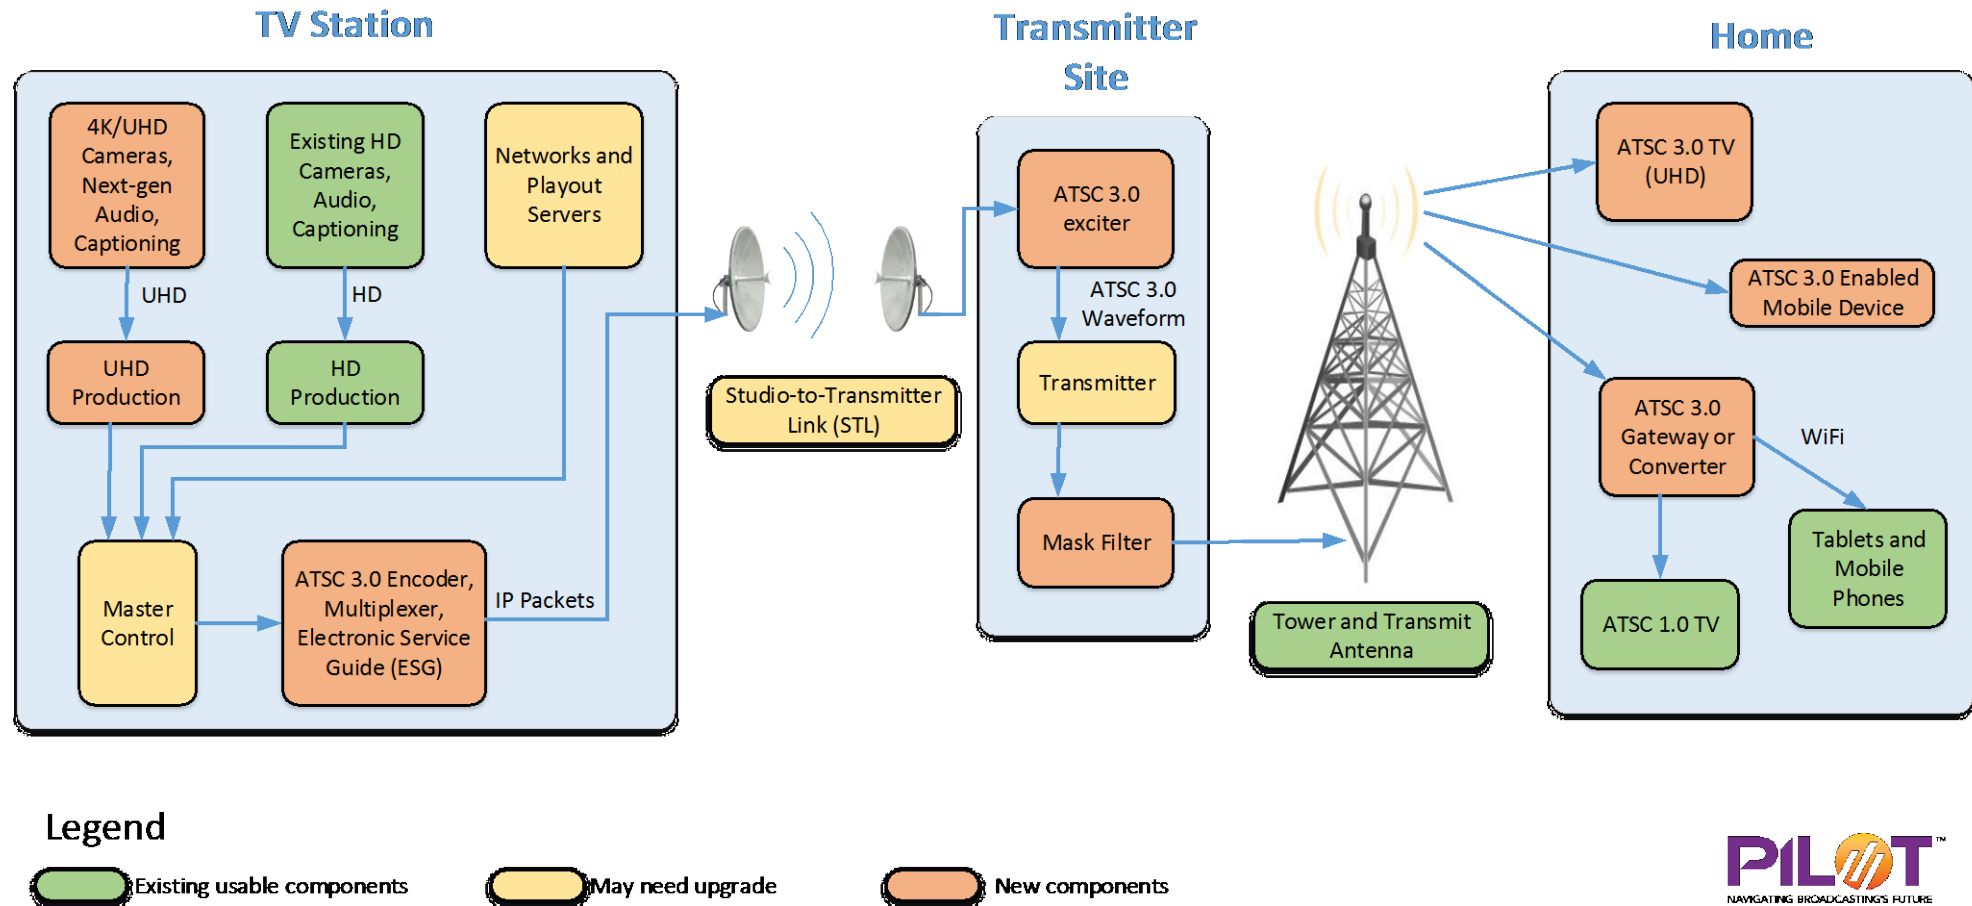 TV Station
Transmitter
Site
Home
4K/UHD
Cameras,
Next-gen
Audio,
Captioning
Existing HD
Cameras,
Audio,
Captioning
Networks and
Playout
Servers
UHD
HD
UHD
Production
HD
Production
Master
Control
ATSC 3.0 Encoder,
Multiplexer,
Electronic Service
Guide (ESG)
IP Packets
Studio-to-Transmitter
Link (STL)
ATSC 3.0
exciter
ATSC 3.0
Waveform
Transmitter
Mask Filter
Tower and Transmit
Antenna
ATSC 3.0 TV
(UHD)
ATSC 3.0 Enabled
Mobile Device
ATSC 3.0
Gateway or
Converter
WiFi
Tablets and
Mobile
Phones
ATSC 1.0 TV
Legend
Existing usable components
May need upgrade
New components
PILOT™
NAVIGATING BROADCASTING'S FUTURE